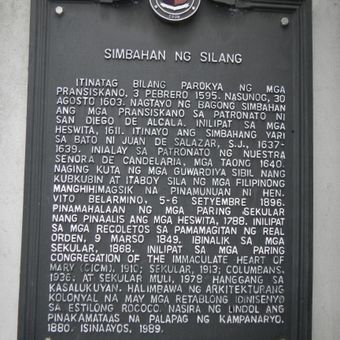 SIMBAHAN NG SILANG
ITINATAG BILANG PAROKYA NG MGA
PRANSISKANO, 3 PEBRERO 1595. NASUNOG, 30
AGOSTO 1603. NAGTAYO NG BAGONG SIMBAHAN
ANG MGA PRANSISKANO SA PATRONATO NI
SAN DIEGO DE ALCALA. INILIPAT SA MGA
HESWITA, 1611. ITINAYO ANG SIMBAHANG YARI
SA BATO NI JUAN DE SALAZAR, S.J., 1637-
1639. INIALAY SA PATRONATO NG NUESTRA
SEÑORA DE CANDELARIA, MGA TAONG 1640.
NAGING KUTA NG MGA GUWARDIYA SIBIL NANG
KUBKUBIN AT ITABOY SILA NG MGA FILIPINONG
MANGHIHIMAGSIK NA PINAMUNUAN NI HEN.
VITO BELARMINO, 5-6 SETYEMBRE 1896.
PINAMAHALAAN NG MGA PARING SEKULAR
NANG PINAALIS ANG MGA HESWITA, 1788. INILIPAT
SA MGA RECOLETOS SA PAMAMAGITAN NG REAL
ORDEN, 9 MARSO 1849. IBINALIK SA MGA
SEKULAR, 1868. INILIPAT SA MGA PARING
CONGREGATION OF THE IMMACULATE HEART OF
MARY (CICM), 1910; SEKULAR, 1913; COLUMBANS,
1936; AT SEKULAR MULI, 1978 HANGGANG SA
KASALUKUYAN. HALIMBAWA NG ARKITEKTURANG
KOLONYAL NA MAY MGA RETABLONG IDINISENYO
SA ESTILONG ROCOCO. NASIRA NG LINDOL ANG
PINAKAMATAAS NA PALAPAG NG KAMPANARYO,
1880. ISINAAYOS, 1989.